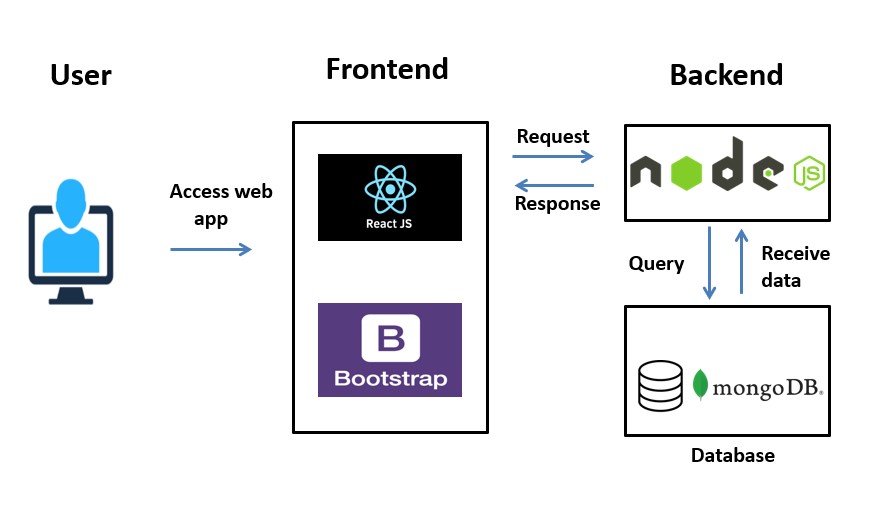 User
Frontend
Backend
Access web
app
React JS
B
Bootstrap
Request
Response
node
JS
Query
Receive
data
mongoDB®
Database